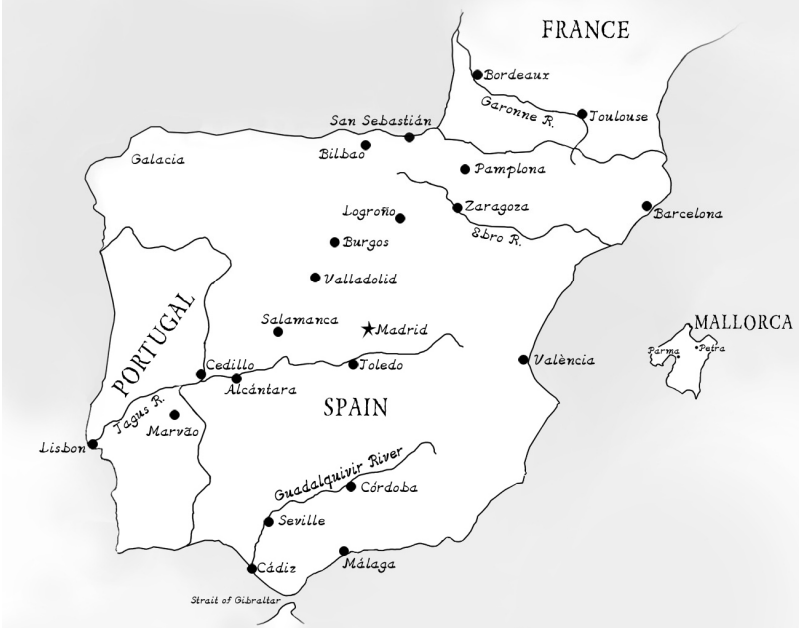 FRANCE
Bordeaux
Garonne R.
Toulouse
San Sebastián
Bilbao
Galacia
Pamplona
Zaragoza
Barcelona
Logroño
Ebro R.
Burgos
Valladolid
PORTUGAL
Salamanca
Madrid
MALLORCA
Parma
Petra
Cedillo
Toledo
València
Alcántara
Tagus R.
SPAIN
Marvão
Lisbon
Guadalquivir River
Córdoba
Seville
Cádiz
Málaga
Strait of Gibraltar